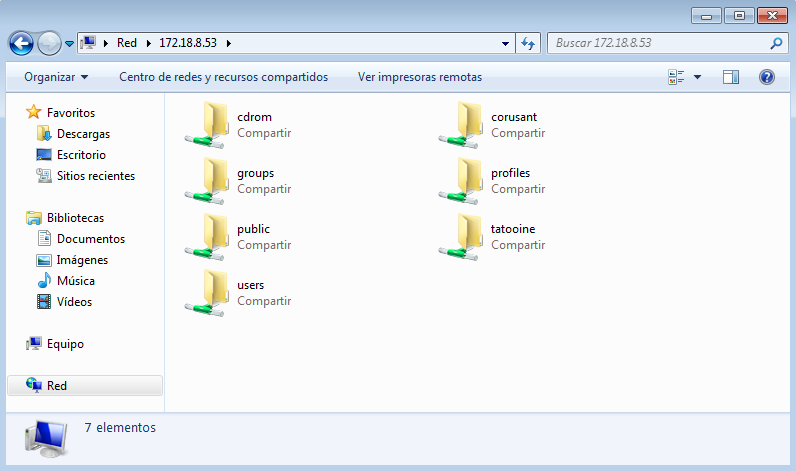 Red 172.18.8.53 Buscar 172.18.8.53
Organizar Centro de redes y recursos compartidos Ver impresoras remotas
Favoritos
Descargas
Escritorio
Sitios recientes
Bibliotecas
Documentos
Imágenes
Música
Vídeos
Equipo
Red
cdrom
Compartir
corusant
Compartir
groups
Compartir
profiles
Compartir
public
Compartir
tatooine
Compartir
users
Compartir
7 elementos